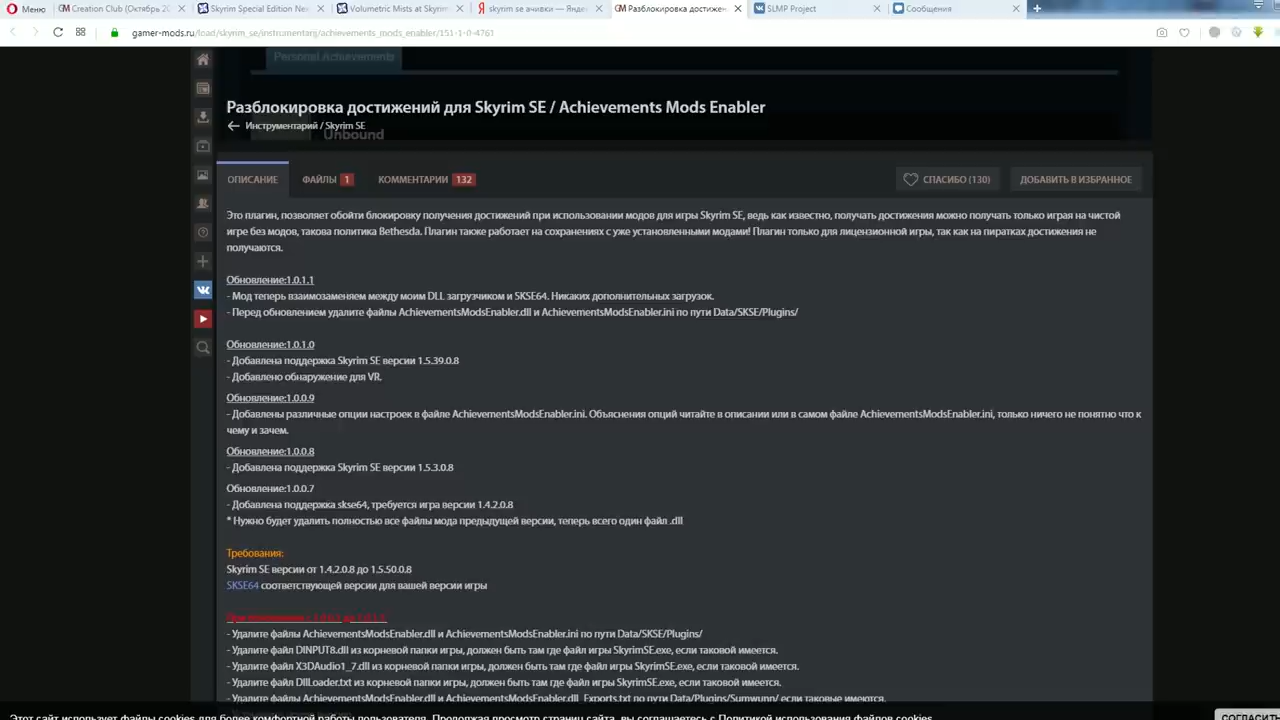 Меню
Creation Club (Октябрь 20
Skyrim Special Edition Ne
Volumetric Mists at Skyrim
skyrim se ачивки — Янде
Разблокировка достижен
SLMP Project
Сообщения
gamer-mods.ru/load/skyrim_se/instrumentarij/achievements_mods_enabler/151-1-0-4761
Personal Achievements
Разблокировка достижений для Skyrim SE / Achievements Mods Enabler
Инструментарий / Skyrim SE
Unbound
ОПИСАНИЕ
ФАЙЛЫ 1
КОММЕНТАРИИ 132
СПАСИБО (130)
ДОБАВИТЬ В ИЗБРАННОЕ
Это плагин, позволяет обойти блокировку получения достижений при использовании модов для игры Skyrim SE, ведь как известно, получать достижения можно получать только играя на чистой
игре без модов, такова политика Bethesda. Плагин также работает на сохранениях с уже установленными модами! Плагин только для лицензионной игры, так как на пиратках достижения не
получаются.
Обновление:1.0.1.1
- Мод теперь взаимозаменяем между моим DLL загрузчиком и SKSE64. Никаких дополнительных загрузок.
- Перед обновлением удалите файлы AchievementsModsEnabler.dll и AchievementsModsEnabler.ini по пути Data/SKSE/Plugins/
Обновление:1.0.1.0
- Добавлена поддержка Skyrim SE версии 1.5.39.0.8
- Добавлено обнаружение для VR.
Обновление:1.0.0.9
- Добавлены различные опции настроек в файле AchievementsModsEnabler.ini. Объяснения опций читайте в описании или в самом файле AchievementsModsEnabler.ini, только ничего не понятно что к
чему и зачем.
Обновление:1.0.0.8
- Добавлена поддержка Skyrim SE версии 1.5.3.0.8
Обновление:1.0.0.7
- Добавлена поддержка skse64, требуется игра версии 1.4.2.0.8
* Нужно будет удалить полностью все файлы мода предыдущей версии, теперь всего один файл .dll
Требования:
Skyrim SE версии от 1.4.2.0.8 до 1.5.50.0.8
SKSE64 соответствующей версии для вашей версии игры
- Удалите файлы AchievementsModsEnabler.dll и AchievementsModsEnabler.ini по пути Data/SKSE/Plugins/
- Удалите файл DINPUT8.dll из корневой папки игры, должен быть там где файл игры SkyrimSE.exe, если таковой имеется.
- Удалите файл X3DAudio1_7.dll из корневой папки игры, должен быть там где файл игры SkyrimSE.exe, если таковой имеется.
- Удалите файл DllLoader.txt из корневой папки игры, должен быть там где файл игры SkyrimSE.exe, если таковой имеется.
- Удалите файлы AchievementsModsEnabler.dll и AchievementsModsEnabler.dll_Exports.txt по пути Data/Plugins/Sumwunn/ если таковые имеются.
Этот сайт использует файлы cookies для более комфортной работы пользователя. Продолжая просмотр страниц сайта, вы соглашаетесь с Политикой использования файлов cookies.